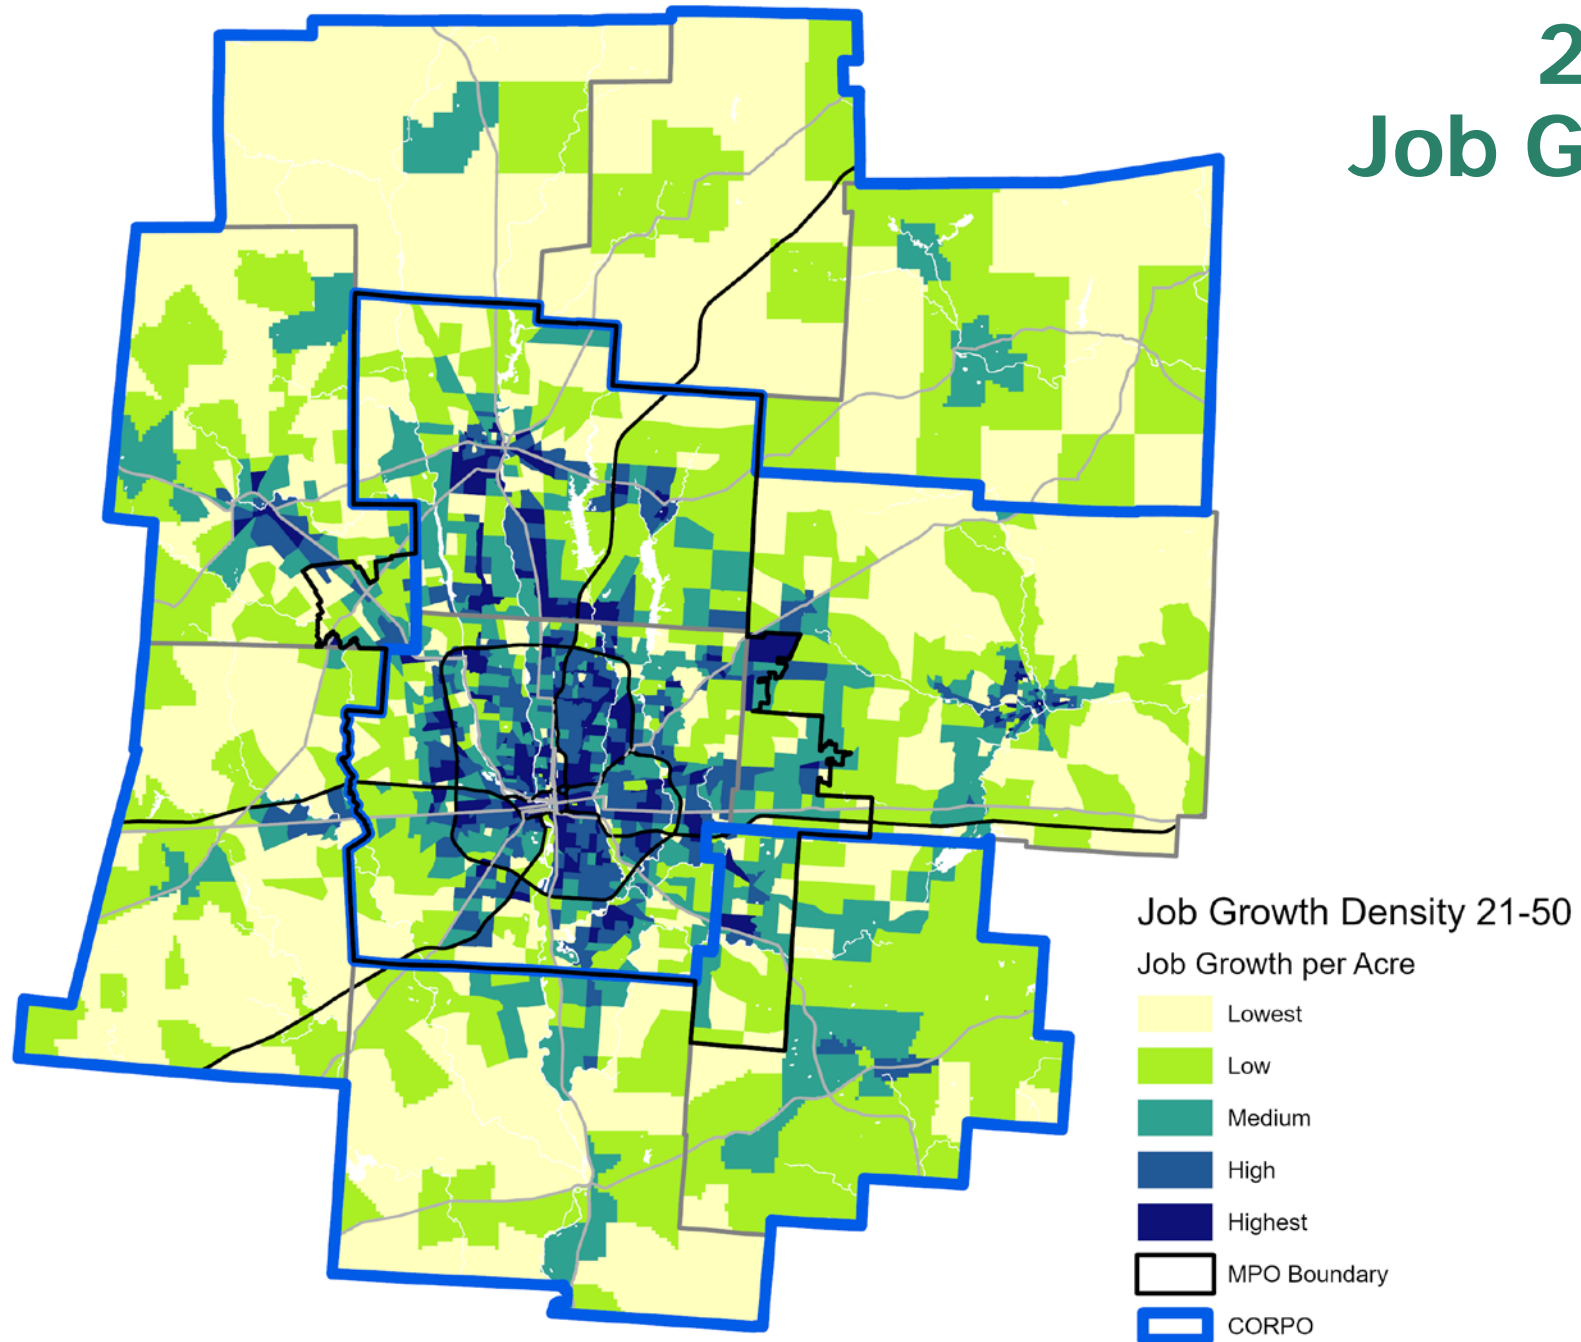 2
Job G
Job Growth Density 21-50
Job Growth per Acre
Lowest
Low
Medium
High
Highest
MPO Boundary
CORPO